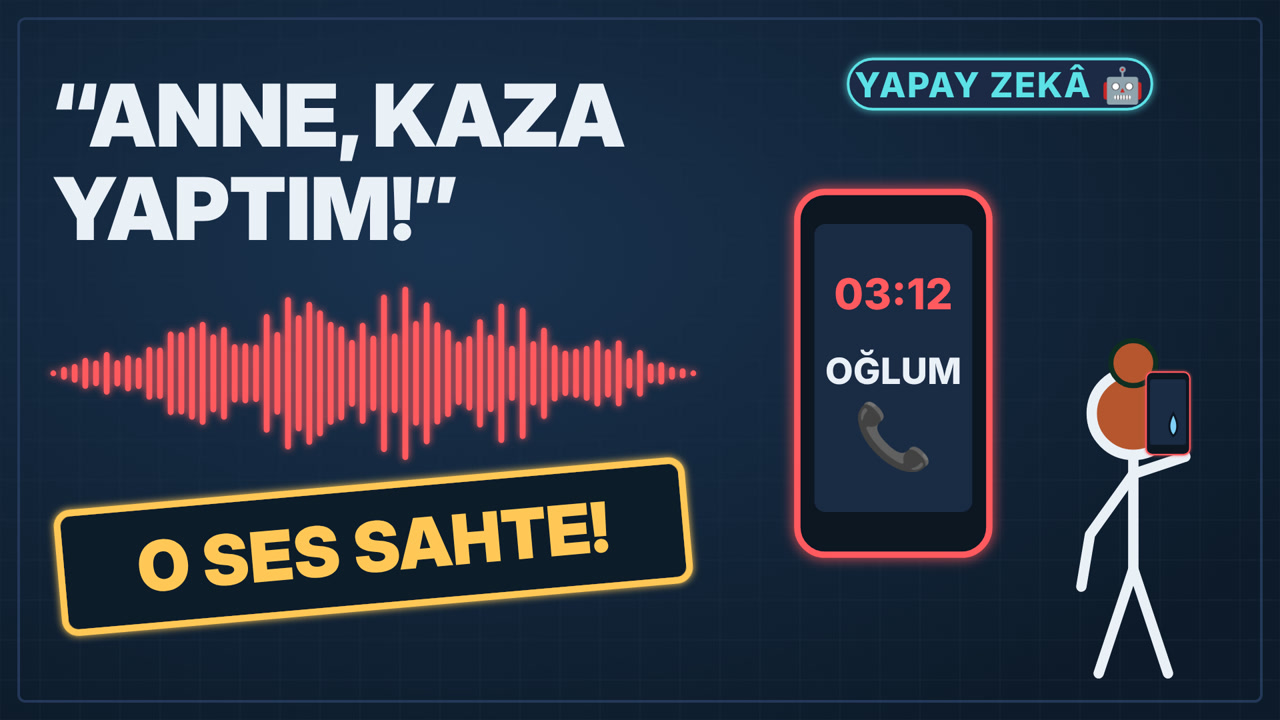 “ANNE, KAZA
YAPTIM!”
YAPAY ZEKÂ
03:12
OĞLUM
O SES SAHTE!